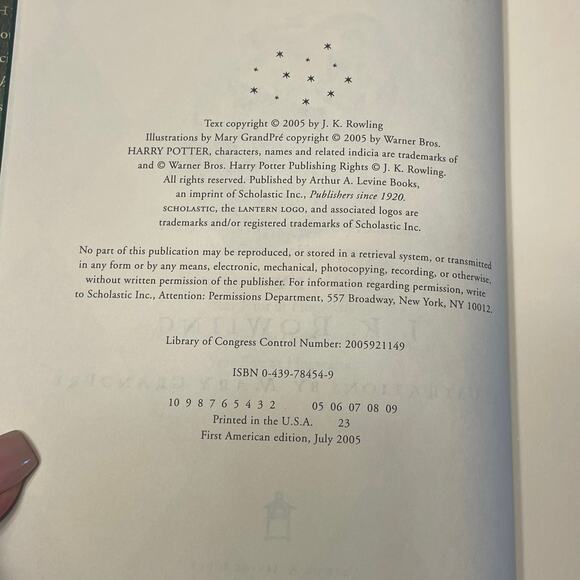 Text copyright © 2005 by J. K. Rowling
Illustrations by Mary GrandPré copyright © 2005 by Warner Bros.
HARRY POTTER, characters, names and related indicia are trademarks of
and © Warner Bros. Harry Potter Publishing Rights © J. K. Rowling.
All rights reserved. Published by Arthur A. Levine Books,
an imprint of Scholastic Inc., Publishers since 1920.
SCHOLASTIC, the LANTERN LOGO, and associated logos are
trademarks and/or registered trademarks of Scholastic Inc.
No part of this publication may be reproduced, or stored in a retrieval system, or transmitted
in any form or by any means, electronic, mechanical, photocopying, recording, or otherwise,
without written permission of the publisher. For information regarding permission, write
to Scholastic Inc., Attention: Permissions Department, 557 Broadway, New York, NY 10012.
Library of Congress Control Number: 2005921149
ISBN 0-439-78454-9
10 9 8 7 6 5 4 3 2 05 06 07 08 09
Printed in the U.S.A. 23
First American edition, July 2005